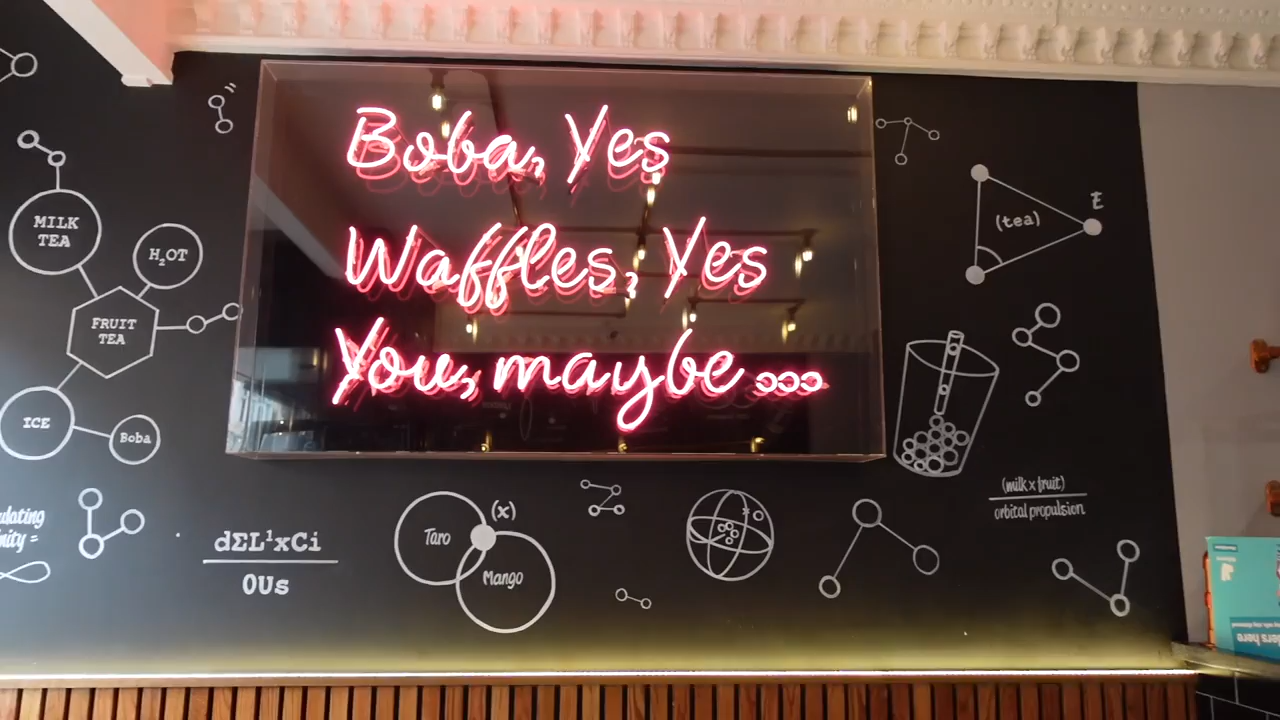 Boba, Yes
Waffles, Yes
You, maybe...
MILK
TEA
H₂OT
FRUIT
TEA
ICE
Boba
ulating
nity =
dΣL¹xCi
0Us
Taro
(x)
Mango
(tea)
E
(milk x fruit)
orbital propulsion